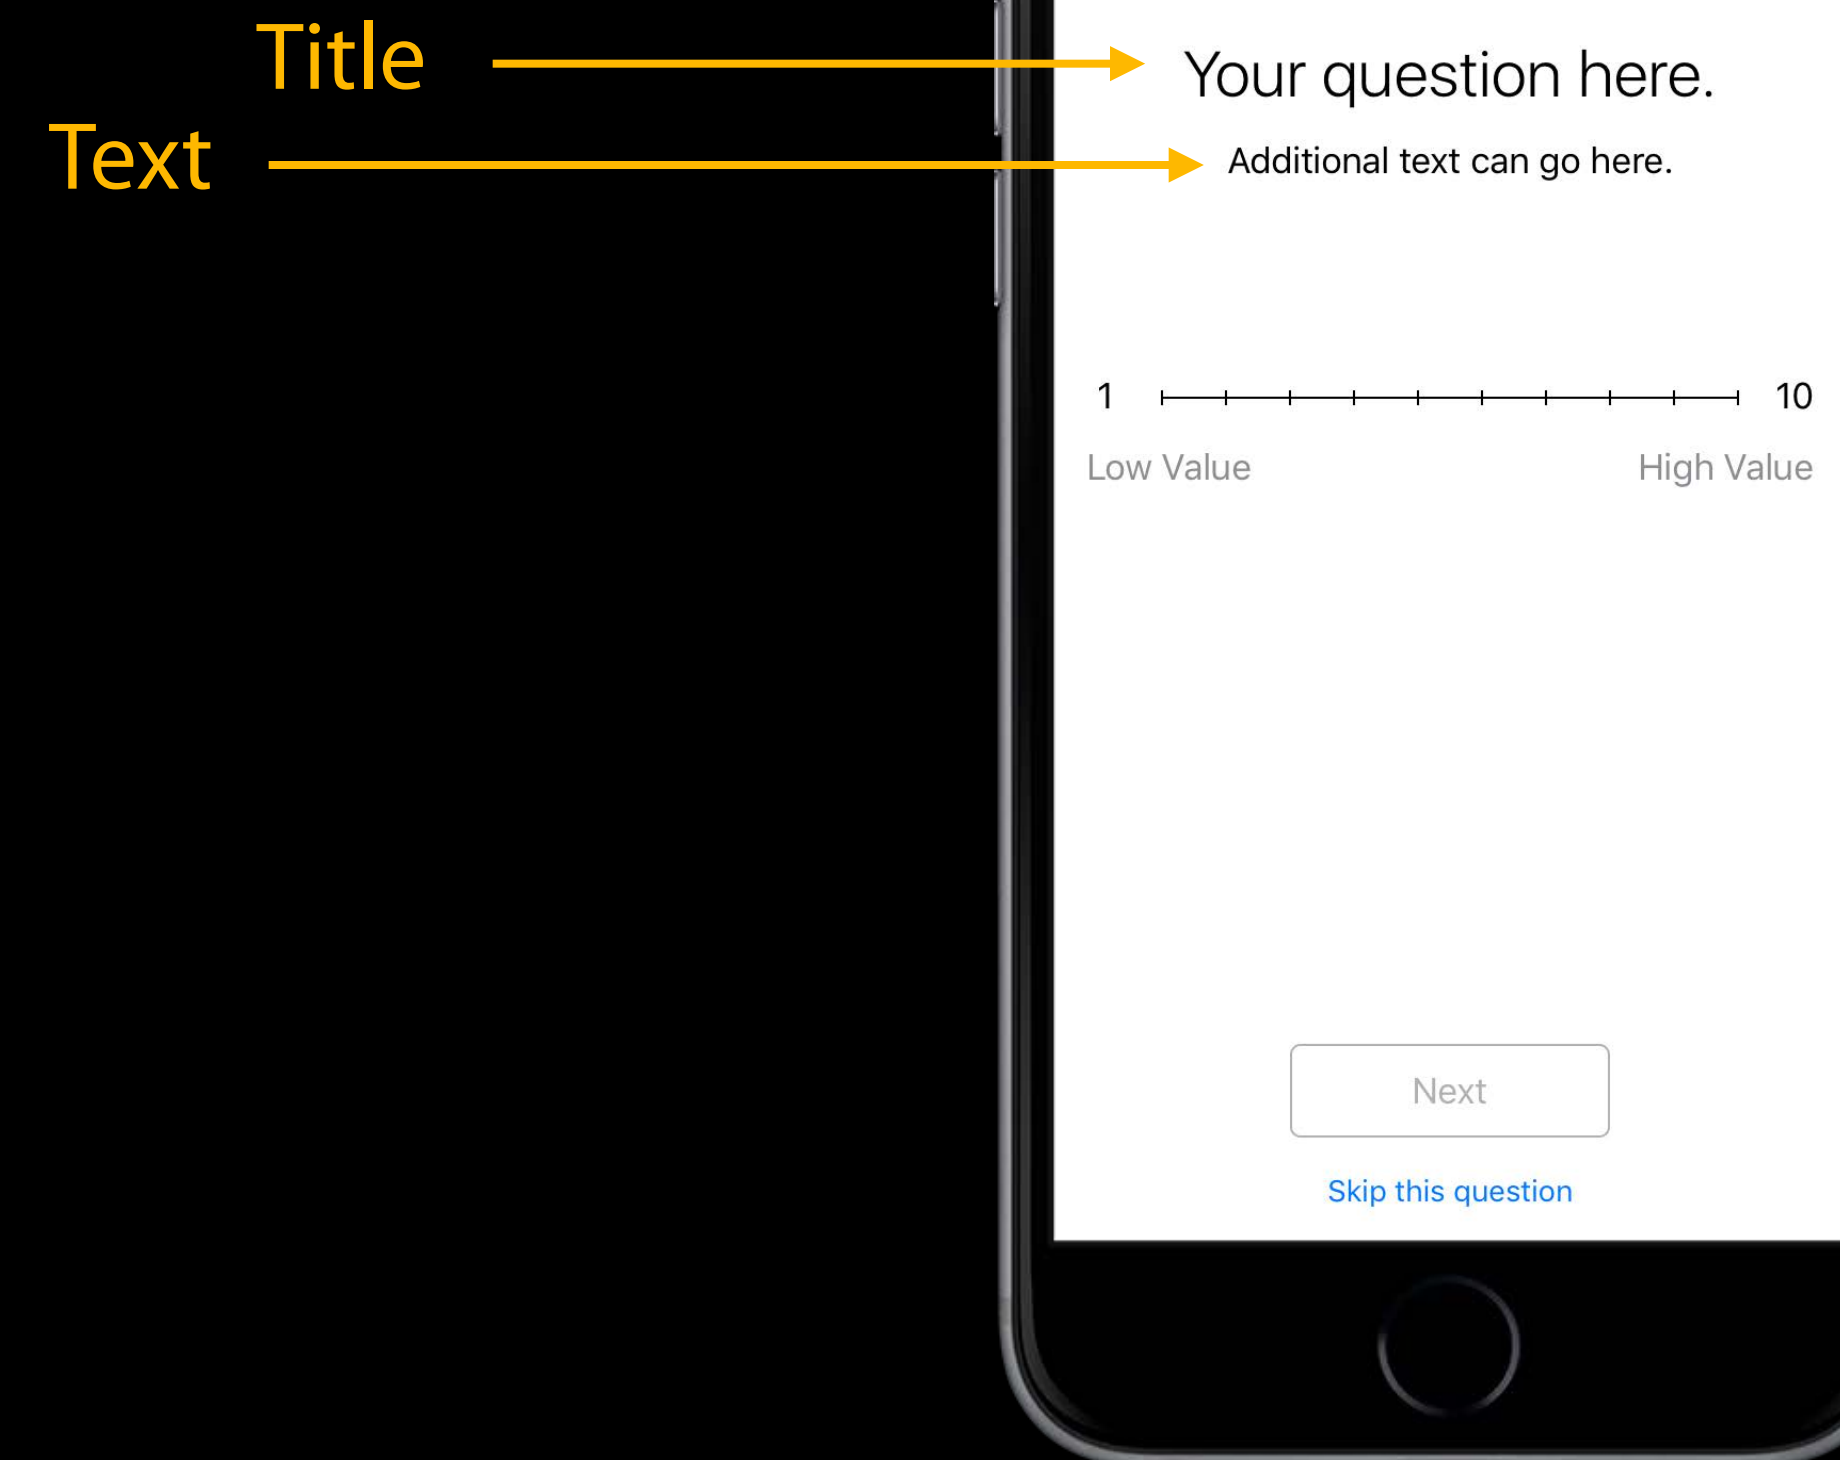 Title
Your question here.
Text
Additional text can go here.
1
10
Low Value
High Value
Next
Skip this question